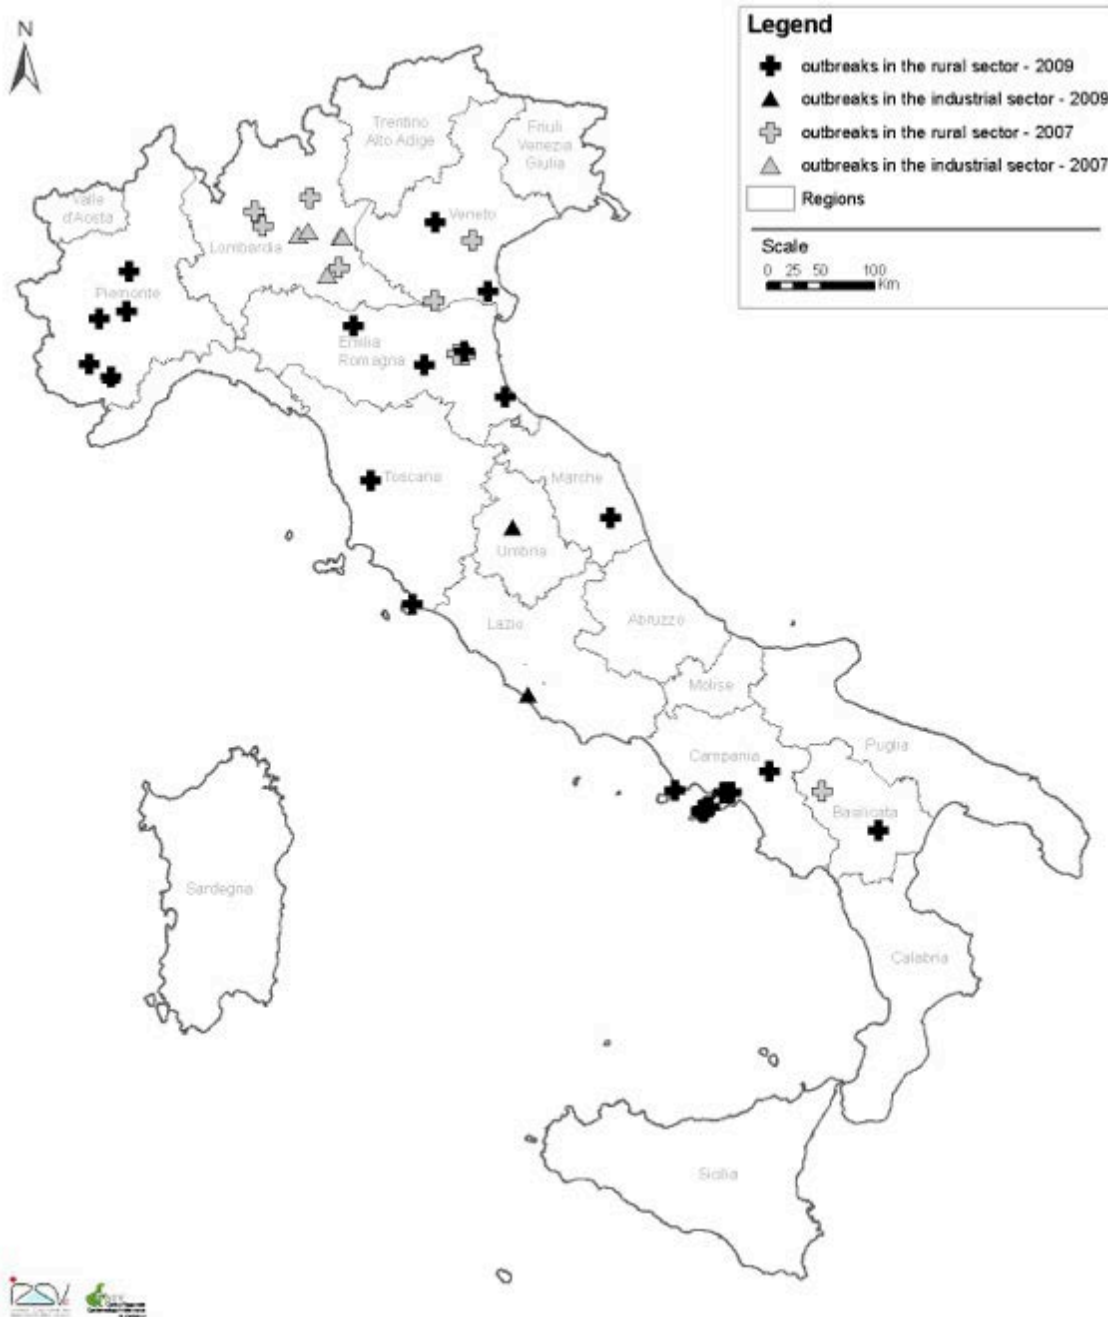 N
Legend
outbreaks in the rural sector - 2009
outbreaks in the industrial sector - 2009
outbreaks in the rural sector - 2007
outbreaks in the industrial sector - 2007
Regions
Scale
0 25 50 100
Km
Trentino
Alto Adige
Friuli
Venezia
Giulia
Valle
d'Aosta
Veneto
Lombardia
Piemonte
Emilia
Romagna
Toscana
Marche
Umbria
Lazio
Abruzzo
Molise
Campania
Puglia
Basilicata
Sardegna
Calabria
Sicilia